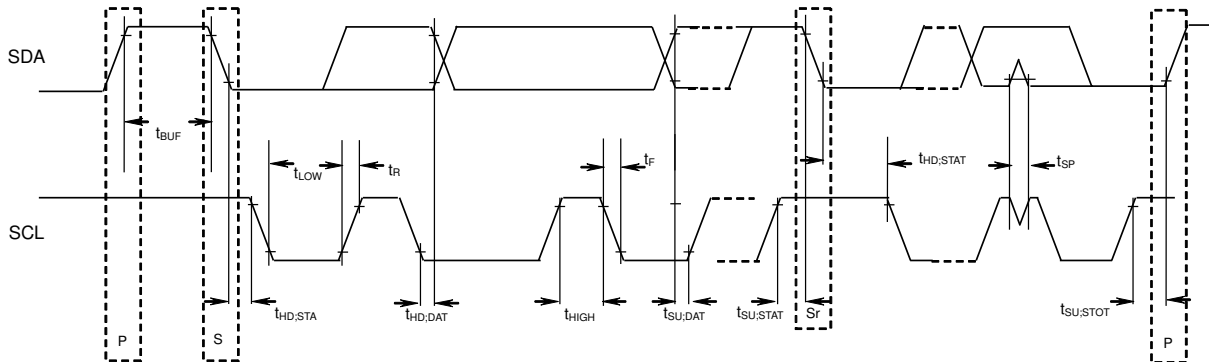 SDA
tBUF
tLOW
tR
tF
tHD;STAT
tSP
SCL
tHD;STA
tHD;DAT
tHIGH
tSU;DAT
tSU;STAT
Sr
tSU;STOT
P
S
P